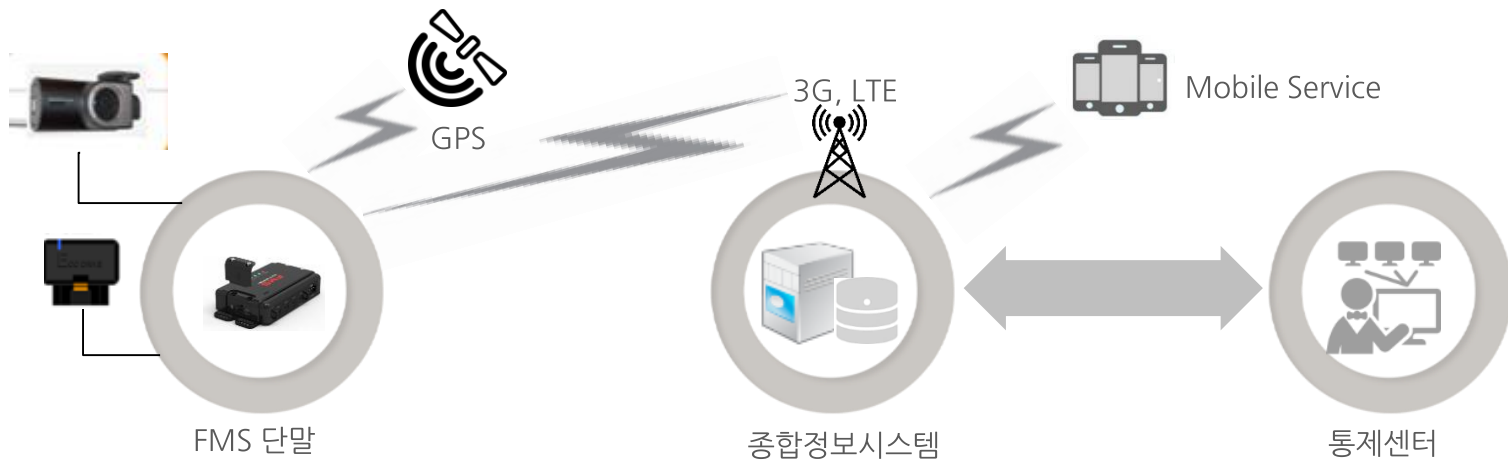 3G, LTE
Mobile Service
GPS
FMS 단말
종합정보시스템
통제센터